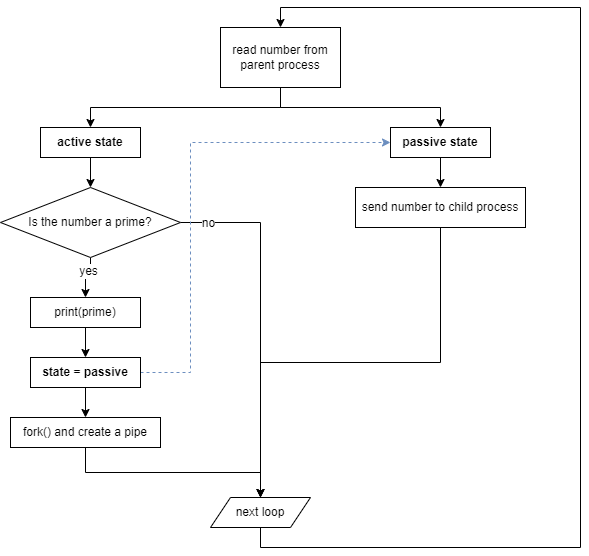 read number from
parent process
active state
passive state
Is the number a prime?
no
send number to child process
yes
print(prime)
state = passive
fork() and create a pipe
next loop